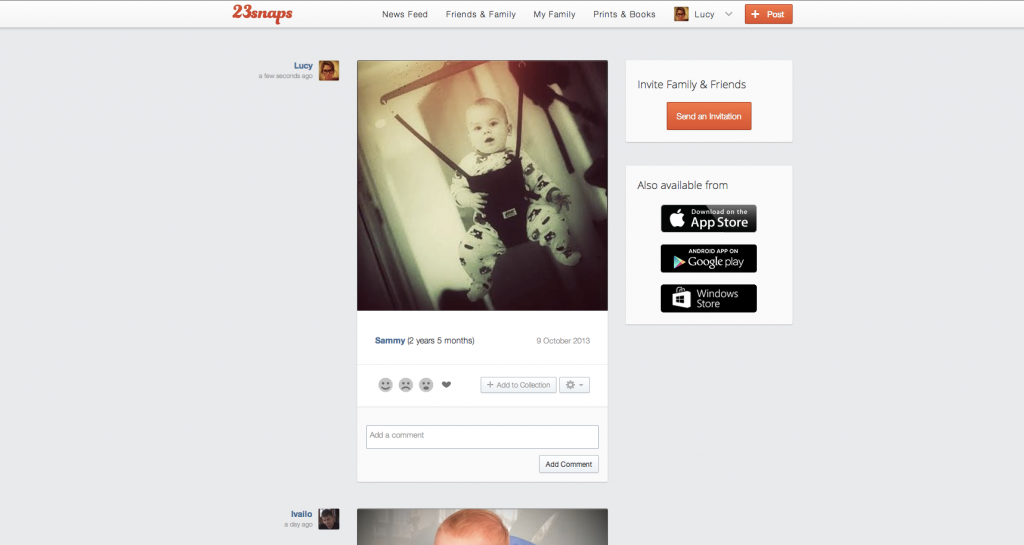 23snaps
News Feed
Friends & Family
My Family
Prints & Books
Lucy
+ Post
Lucy
a few seconds ago
Sammy (2 years 5 months)
9 October 2013
+ Add to Collection
Add a comment
Add Comment
Invite Family & Friends
Send an Invitation
Also available from
Download on the
App Store
ANDROID APP ON
Google play
Windows
Store
Ivailo
a day ago